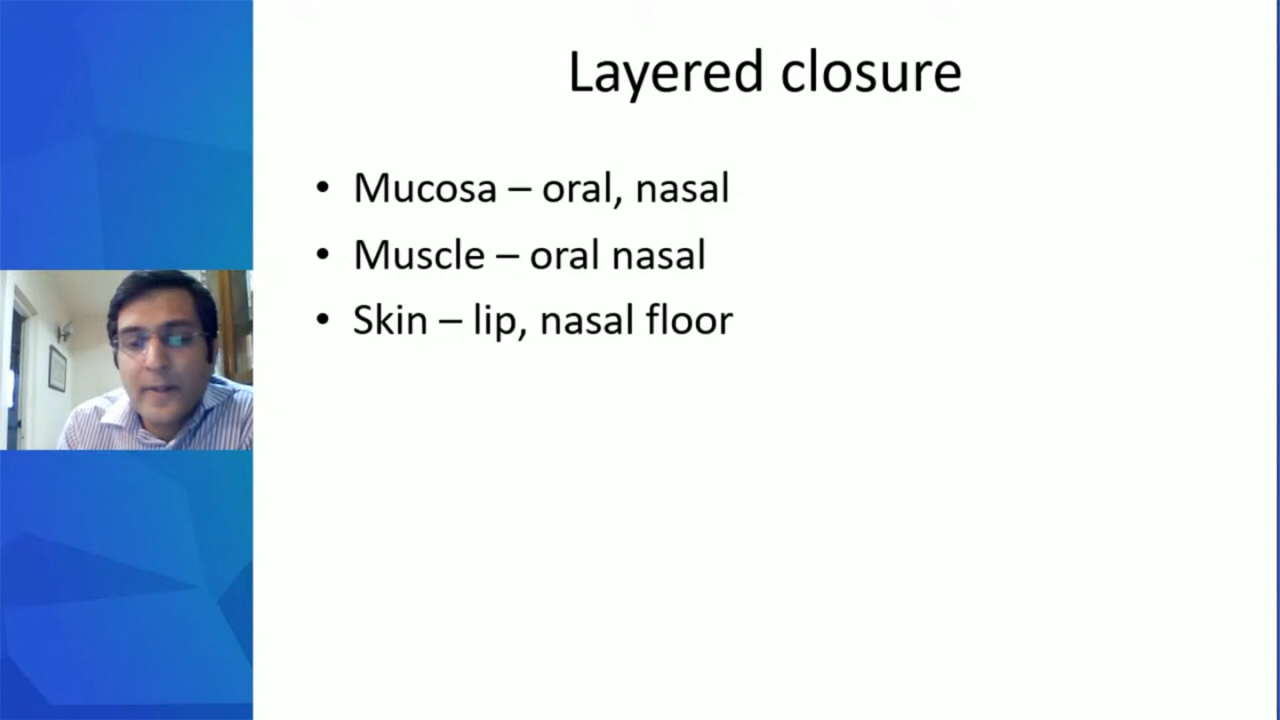 Layered closure
• Mucosa – oral, nasal
• Muscle – oral nasal
• Skin – lip, nasal floor